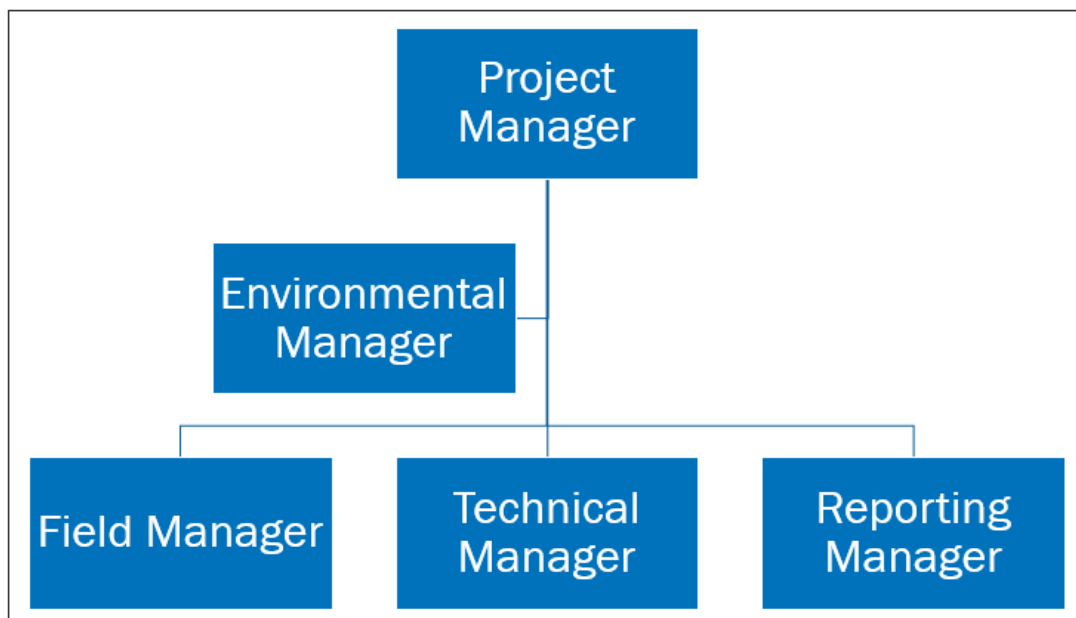 Project
Manager
Environmental
Manager
Field Manager
Technical
Manager
Reporting
Manager